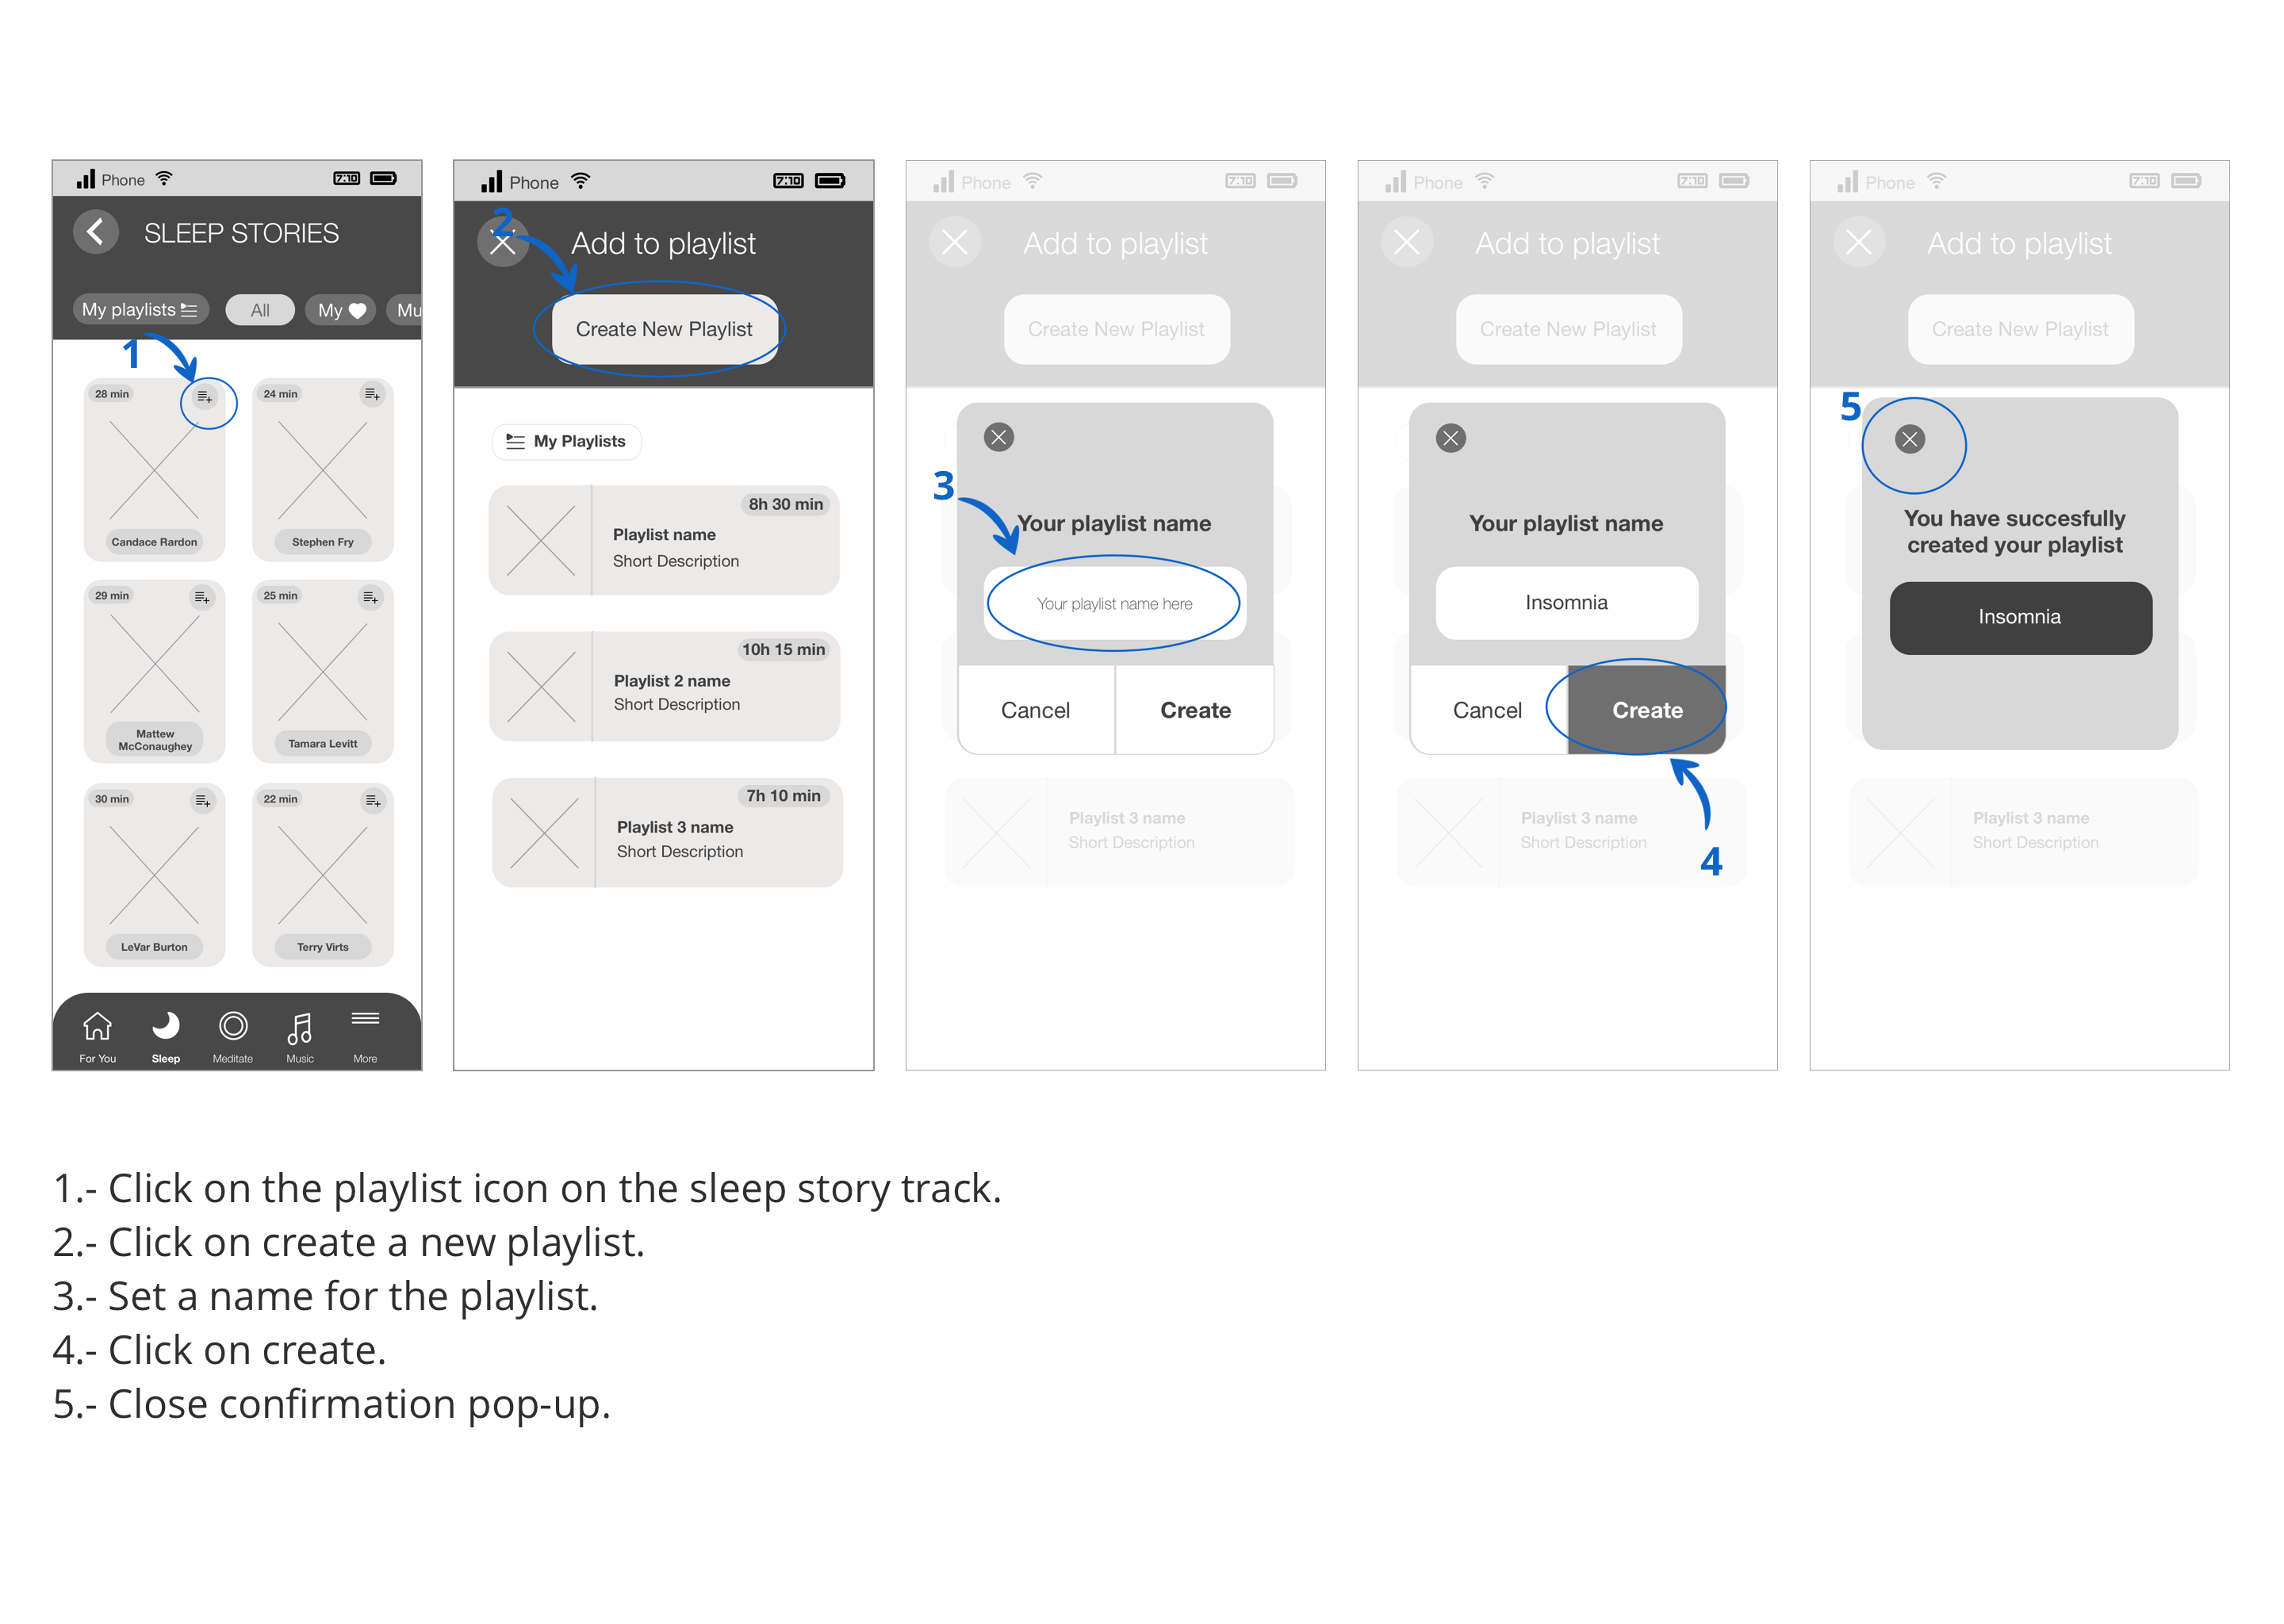 Phone 7:10
SLEEP STORIES
My playlists All My Mu
1
28 min 24 min
Candace Rardon Stephen Fry
29 min 25 min
Mattew
McConaughey Tamara Levitt
30 min 22 min
LeVar Burton Terry Virts
For You Sleep Meditate Music More
Phone 7:10
2
Add to playlist
Create New Playlist
My Playlists
8h 30 min
Playlist name
Short Description
10h 15 min
Playlist 2 name
Short Description
7h 10 min
Playlist 3 name
Short Description
Phone 7:10
Add to playlist
Create New Playlist
3
Your playlist name
Your playlist name here
Cancel Create
Playlist 3 name
Short Description
Phone 7:10
Add to playlist
Create New Playlist
Your playlist name
Insomnia
Cancel Create
Playlist 3 name
Short Description
4
Phone 7:10
Add to playlist
Create New Playlist
5
You have succesfully
created your playlist
Insomnia
Playlist 3 name
Short Description
1.- Click on the playlist icon on the sleep story track.
2.- Click on create a new playlist.
3.- Set a name for the playlist.
4.- Click on create.
5.- Close confirmation pop-up.